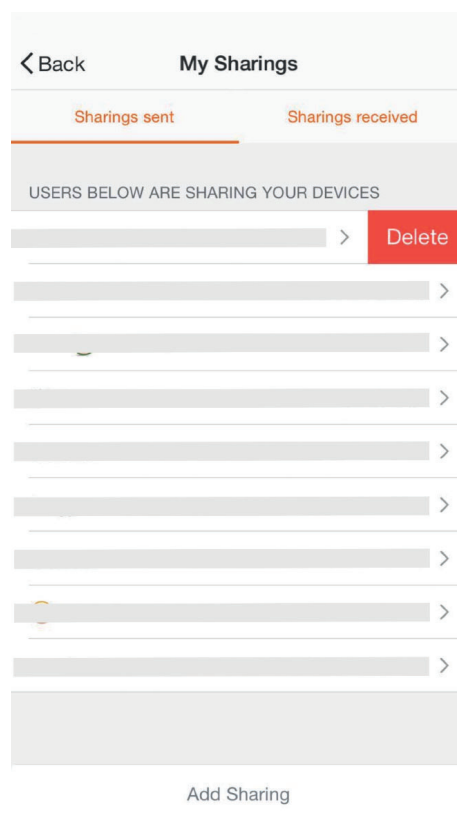 Back My Sharings
Sharings sent Sharings received
USERS BELOW ARE SHARING YOUR DEVICES
Delete
Add Sharing